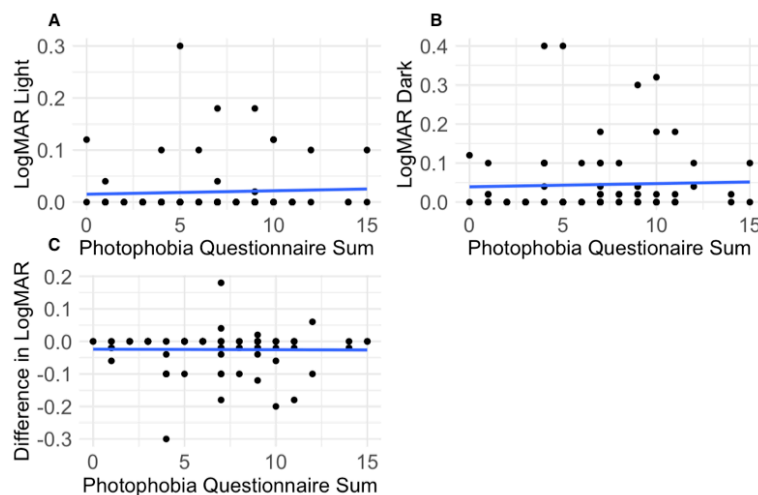 A
LogMAR Light
0.3
0.2
0.1
0.0
0 5 10 15
Photophobia Questionnaire Sum
B
LogMAR Dark
0.4
0.3
0.2
0.1
0.0
0 5 10 15
Photophobia Questionaire Sum
C
Difference in LogMAR
0.2
0.1
0.0
-0.1
-0.2
-0.3
0 5 10 15
Photophobia Questionnaire Sum